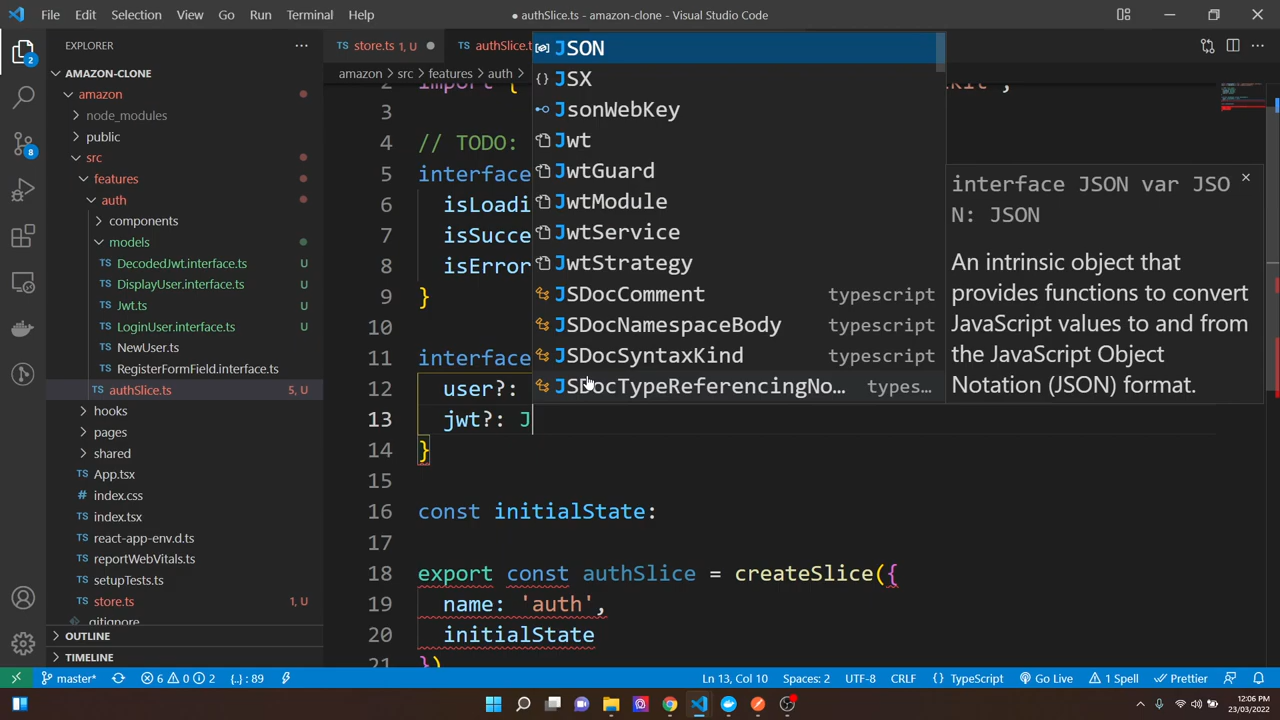 File Edit Selection View Go Run Terminal Help
● authSlice.ts - amazon-clone - Visual Studio Code
EXPLORER
AMAZON-CLONE
amazon
node_modules
public
src
features
auth
components
models
DecodedJwt.interface.ts U
DisplayUser.interface.ts U
Jwt.ts U
LoginUser.interface.ts U
NewUser.ts U
RegisterFormField.interface.ts U
authSlice.ts 5, U
hooks
pages
shared
App.tsx
index.css
index.tsx
react-app-env.d.ts
reportWebVitals.ts
setupTests.ts
store.ts 1, U
.gitignore
OUTLINE
TIMELINE
2
8
store.ts 1, U ● authSlice.t
amazon > src > features > auth >
2 import {
3
4 // TODO:
5 interface
6 isLoadi
7 isSucce
8 isError
9 }
10
11 interface
12 user?:
13 jwt?: J
14 }
15
16 const initialState:
17
18 export const authSlice = createSlice({
19 name: 'auth',
20 initialState
21 })
JSON
JSX
JsonWebKey
Jwt
JwtGuard
JwtModule
JwtService
JwtStrategy
JSDocComment typescript
JSDocNamespaceBody typescript
JSDocSyntaxKind typescript
JSDocTypeReferencingNo... types...
interface JSON var JSO
N: JSON
An intrinsic object that
provides functions to convert
JavaScript values to and from
the JavaScript Object
Notation (JSON) format.
master* 6 0 2 {..} : 89 Ln 13, Col 10 Spaces: 2 UTF-8 CRLF {} TypeScript Go Live 1 Spell Prettier
12:06 PM
23/03/2022